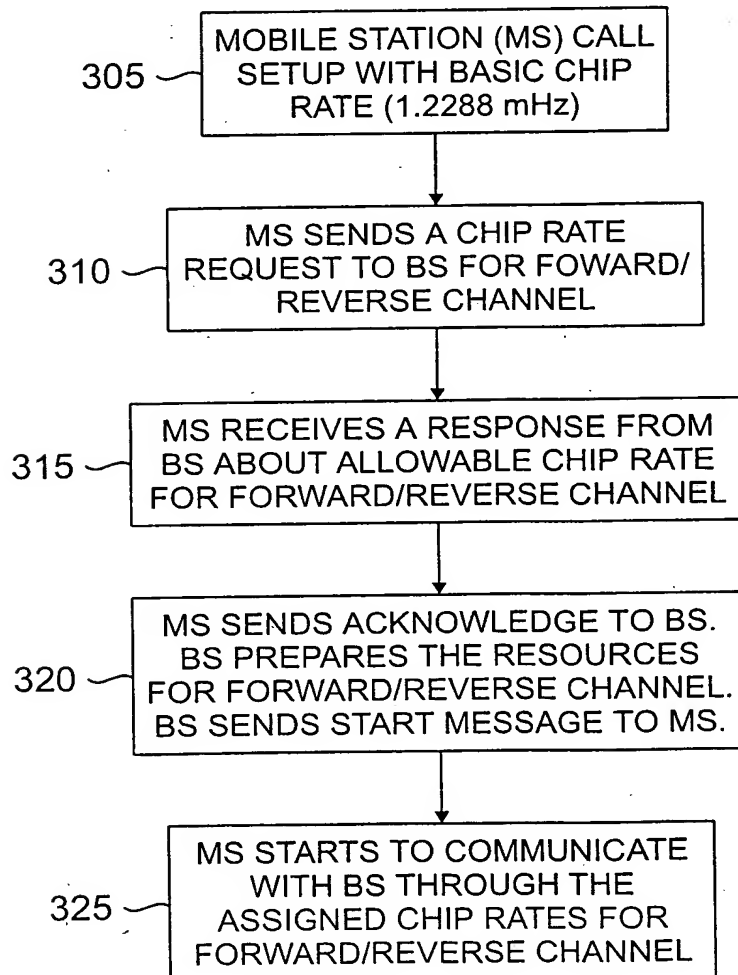 305
MOBILE STATION (MS) CALL
SETUP WITH BASIC CHIP
RATE (1.2288 mHz)
310
MS SENDS A CHIP RATE
REQUEST TO BS FOR FOWARD/
REVERSE CHANNEL
315
MS RECEIVES A RESPONSE FROM
BS ABOUT ALLOWABLE CHIP RATE
FOR FORWARD/REVERSE CHANNEL
320
MS SENDS ACKNOWLEDGE TO BS.
BS PREPARES THE RESOURCES
FOR FORWARD/REVERSE CHANNEL.
BS SENDS START MESSAGE TO MS.
325
MS STARTS TO COMMUNICATE
WITH BS THROUGH THE
ASSIGNED CHIP RATES FOR
FORWARD/REVERSE CHANNEL